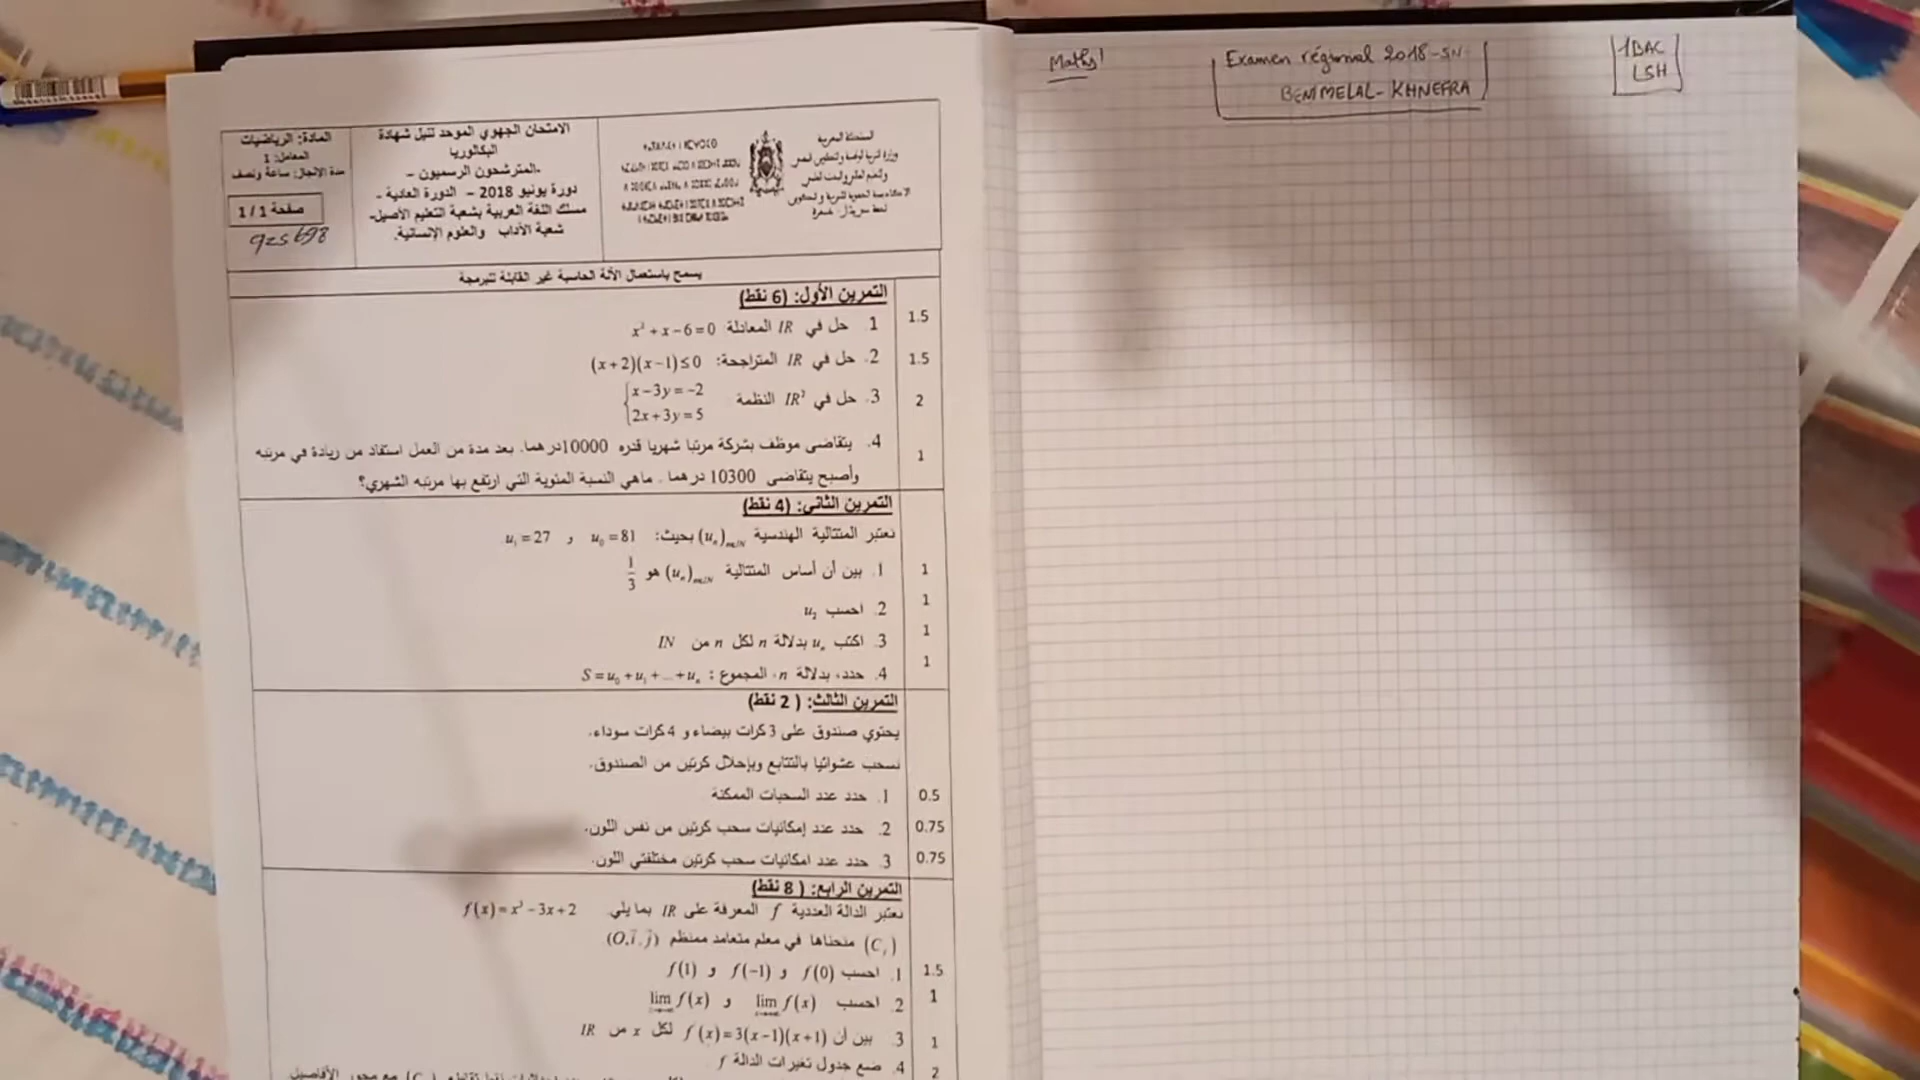 Maths
Examen régional 2018-SN
BENIMELAL-KHNEFRA
1BAC
LSH
المملكة المغربية
الامتحان الجهوي الموحد لنيل شهادة
البكالوريا
-المترشحون الرسميون -
دورة يونيو 2018 - الدورة العادية -
مسلك اللغة العربية بشعبة التعليم الأصيل-
شعبة الآداب والعلوم الإنسانية.
المادة: الرياضيات
المعامل: 1
مدة الإنجاز: ساعة ونصف
صفحة 1 / 1
يسمح باستعمال الآلة الحاسبة غير القابلة للبرمجة
التمرين الأول: (6 نقط)
1.5 1 حل في IR المعادلة x²+x-6=0
1.5 2. حل في IR المتراجحة: (x+2)(x-1)≤0
2 3. حل في IR² النظمة { x-3y=-2
2x+3y=5
1 4. يتقاضى موظف بشركة مرتبا شهريا قدره 10000درهما. بعد مدة من العمل استفاد من زيادة في مرتبه
وأصبح يتقاضى 10300 درهما . ماهي النسبة المئوية التي ارتفع بها مرتبه الشهري؟
التمرين الثاني: (4 نقط)
نعتبر المتتالية الهندسية (uₙ)n∈IN بحيث: u₀=81 و u₁=27
1 1. بين أن أساس المتتالية (uₙ)n∈IN هو 1/3
1 2. احسب u₂
1 3. اكتب uₙ بدلالة n لكل n من IN
1 4. حدد، بدلالة n، المجموع : S=u₀+u₁+...+uₙ
التمرين الثالث: ( 2 نقط)
يحتوي صندوق على 3 كرات بيضاء و 4 كرات سوداء.
نسحب عشوائيا بالتتابع وبإحلال كرتين من الصندوق.
0.5 1. حدد عدد السحبات الممكنة
0.75 2. حدد عدد إمكانيات سحب كرتين من نفس اللون.
0.75 3. حدد عدد امكانيات سحب كرتين مختلفتي اللون.
التمرين الرابع: ( 8 نقط)
نعتبر الدالة العددية f المعرفة على IR بما يلي f(x)=x³-3x+2
(Cf) منحناها في معلم متعامد ممنظم (O,i,j)
1.5 1. احسب f(0) و f(-1) و f(1)
1 2. احسب lim f(x) و lim f(x)
1 3. بين أن f'(x)=3(x-1)(x+1) لكل x من IR
2 4. ضع جدول تغيرات الدالة f
مع محور الأفاصيل